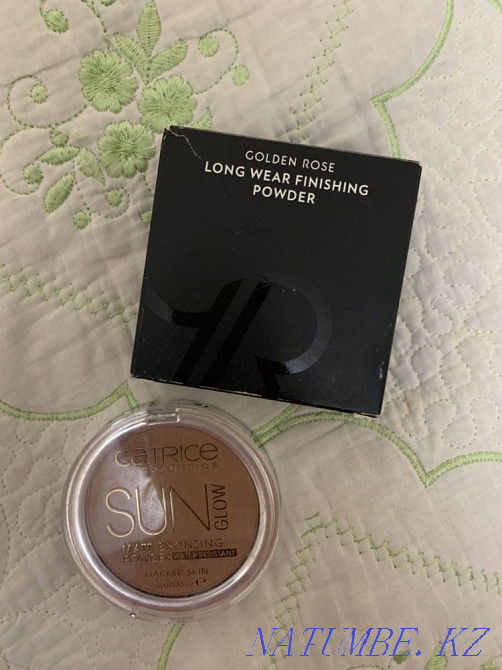 GOLDEN ROSE
LONG WEAR FINISHING
POWDER
CATRICE
COSMETICS
SUN
GLOW
MATT BRONZING
POWDER WATER RESISTANT
DARKER SKIN
NATUMBE. KZ